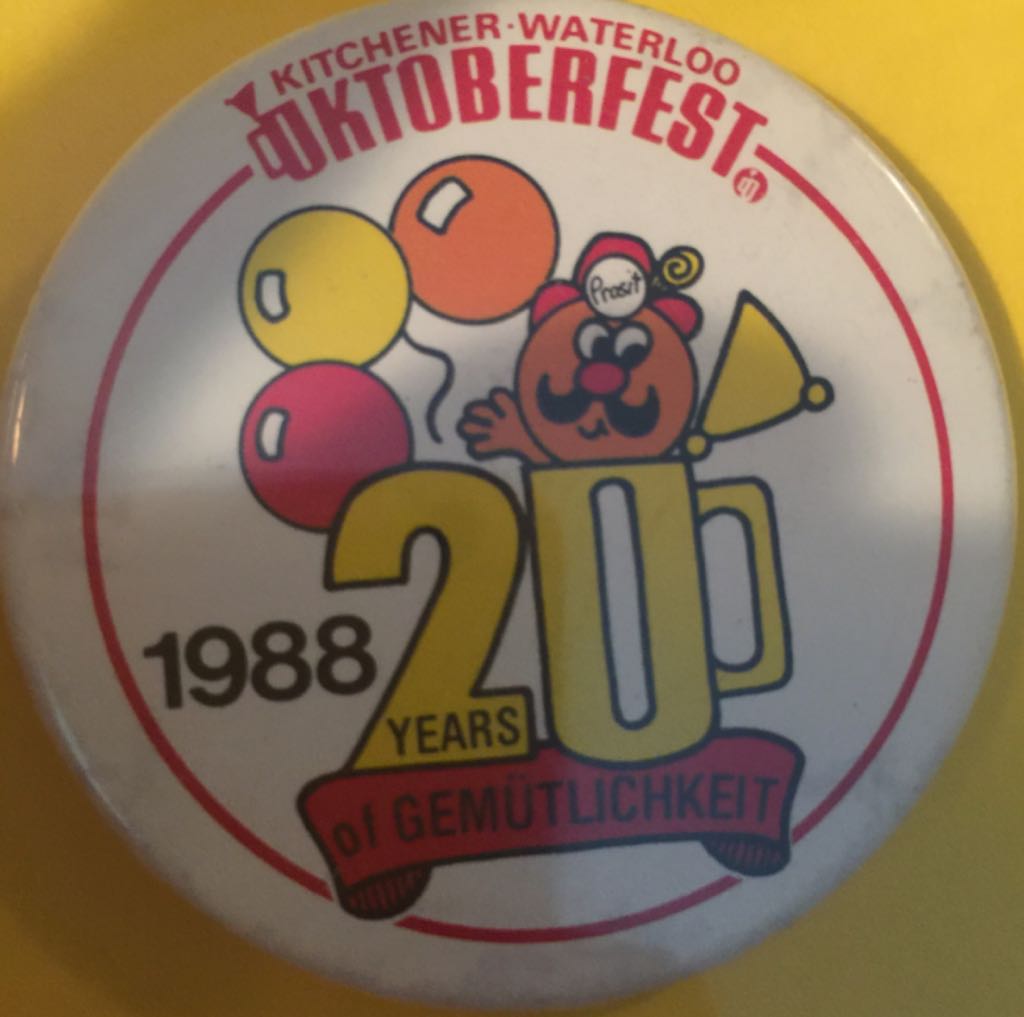 KITCHENER·WATERLOO
OKTOBERFEST
Prosit
1988
20
YEARS
of GEMÜTLICHKEIT